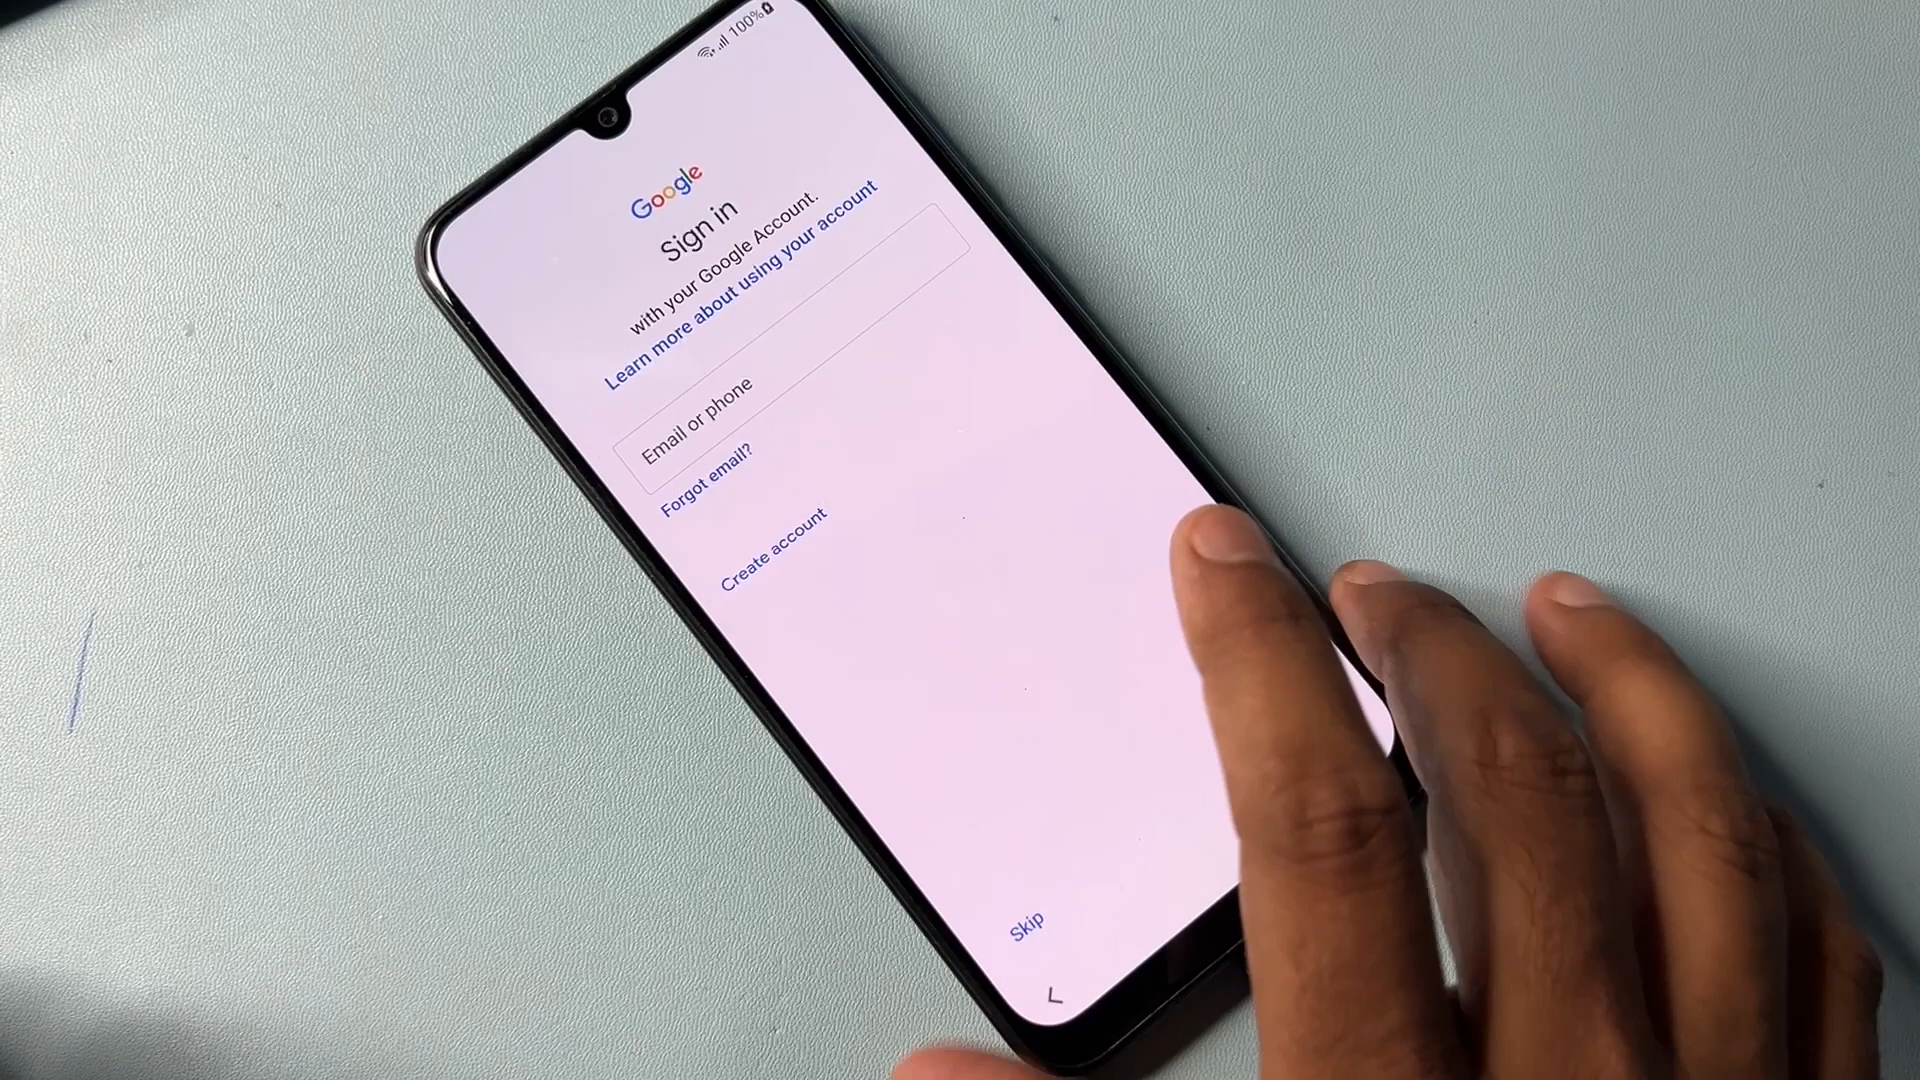 100%
Google
Sign in
with your Google Account.
Learn more about using your account
Email or phone
Forgot email?
Create account
Skip